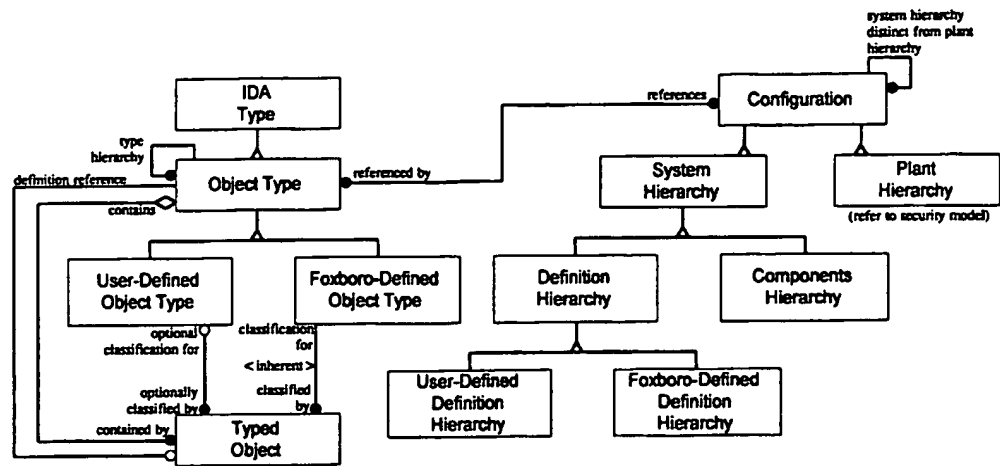 system hierarchy
distinct from plant
hierarchy
IDA
Type
references
Configuration
type
hierarchy
definition reference
Object Type
referenced by
contains
System
Hierarchy
Plant
Hierarchy
(refer to security model)
User-Defined
Object Type
Foxboro-Defined
Object Type
Definition
Hierarchy
Components
Hierarchy
optional
classification for
classification
for
< inherent >
optionally
classified by
classified
by
User-Defined
Definition
Hierarchy
Foxboro-Defined
Definition
Hierarchy
contained by
Typed
Object